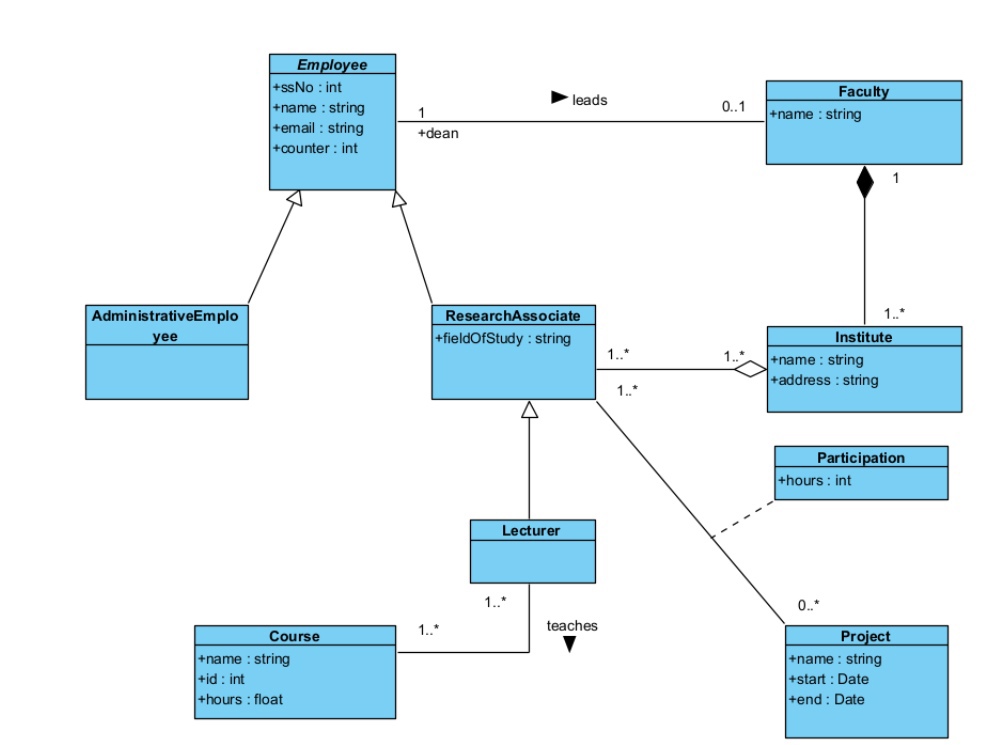 Employee
+ssNo : int
+name : string
+email : string
+counter : int
1
+dean
leads
0..1
Faculty
+name : string
1
1..*
AdministrativeEmplo
yee
ResearchAssociate
+fieldOfStudy : string
1..*
1..*
1..*
Institute
+name : string
+address : string
Participation
+hours : int
Lecturer
1..*
teaches
1..*
Course
+name : string
+id : int
+hours : float
0..*
Project
+name : string
+start : Date
+end : Date